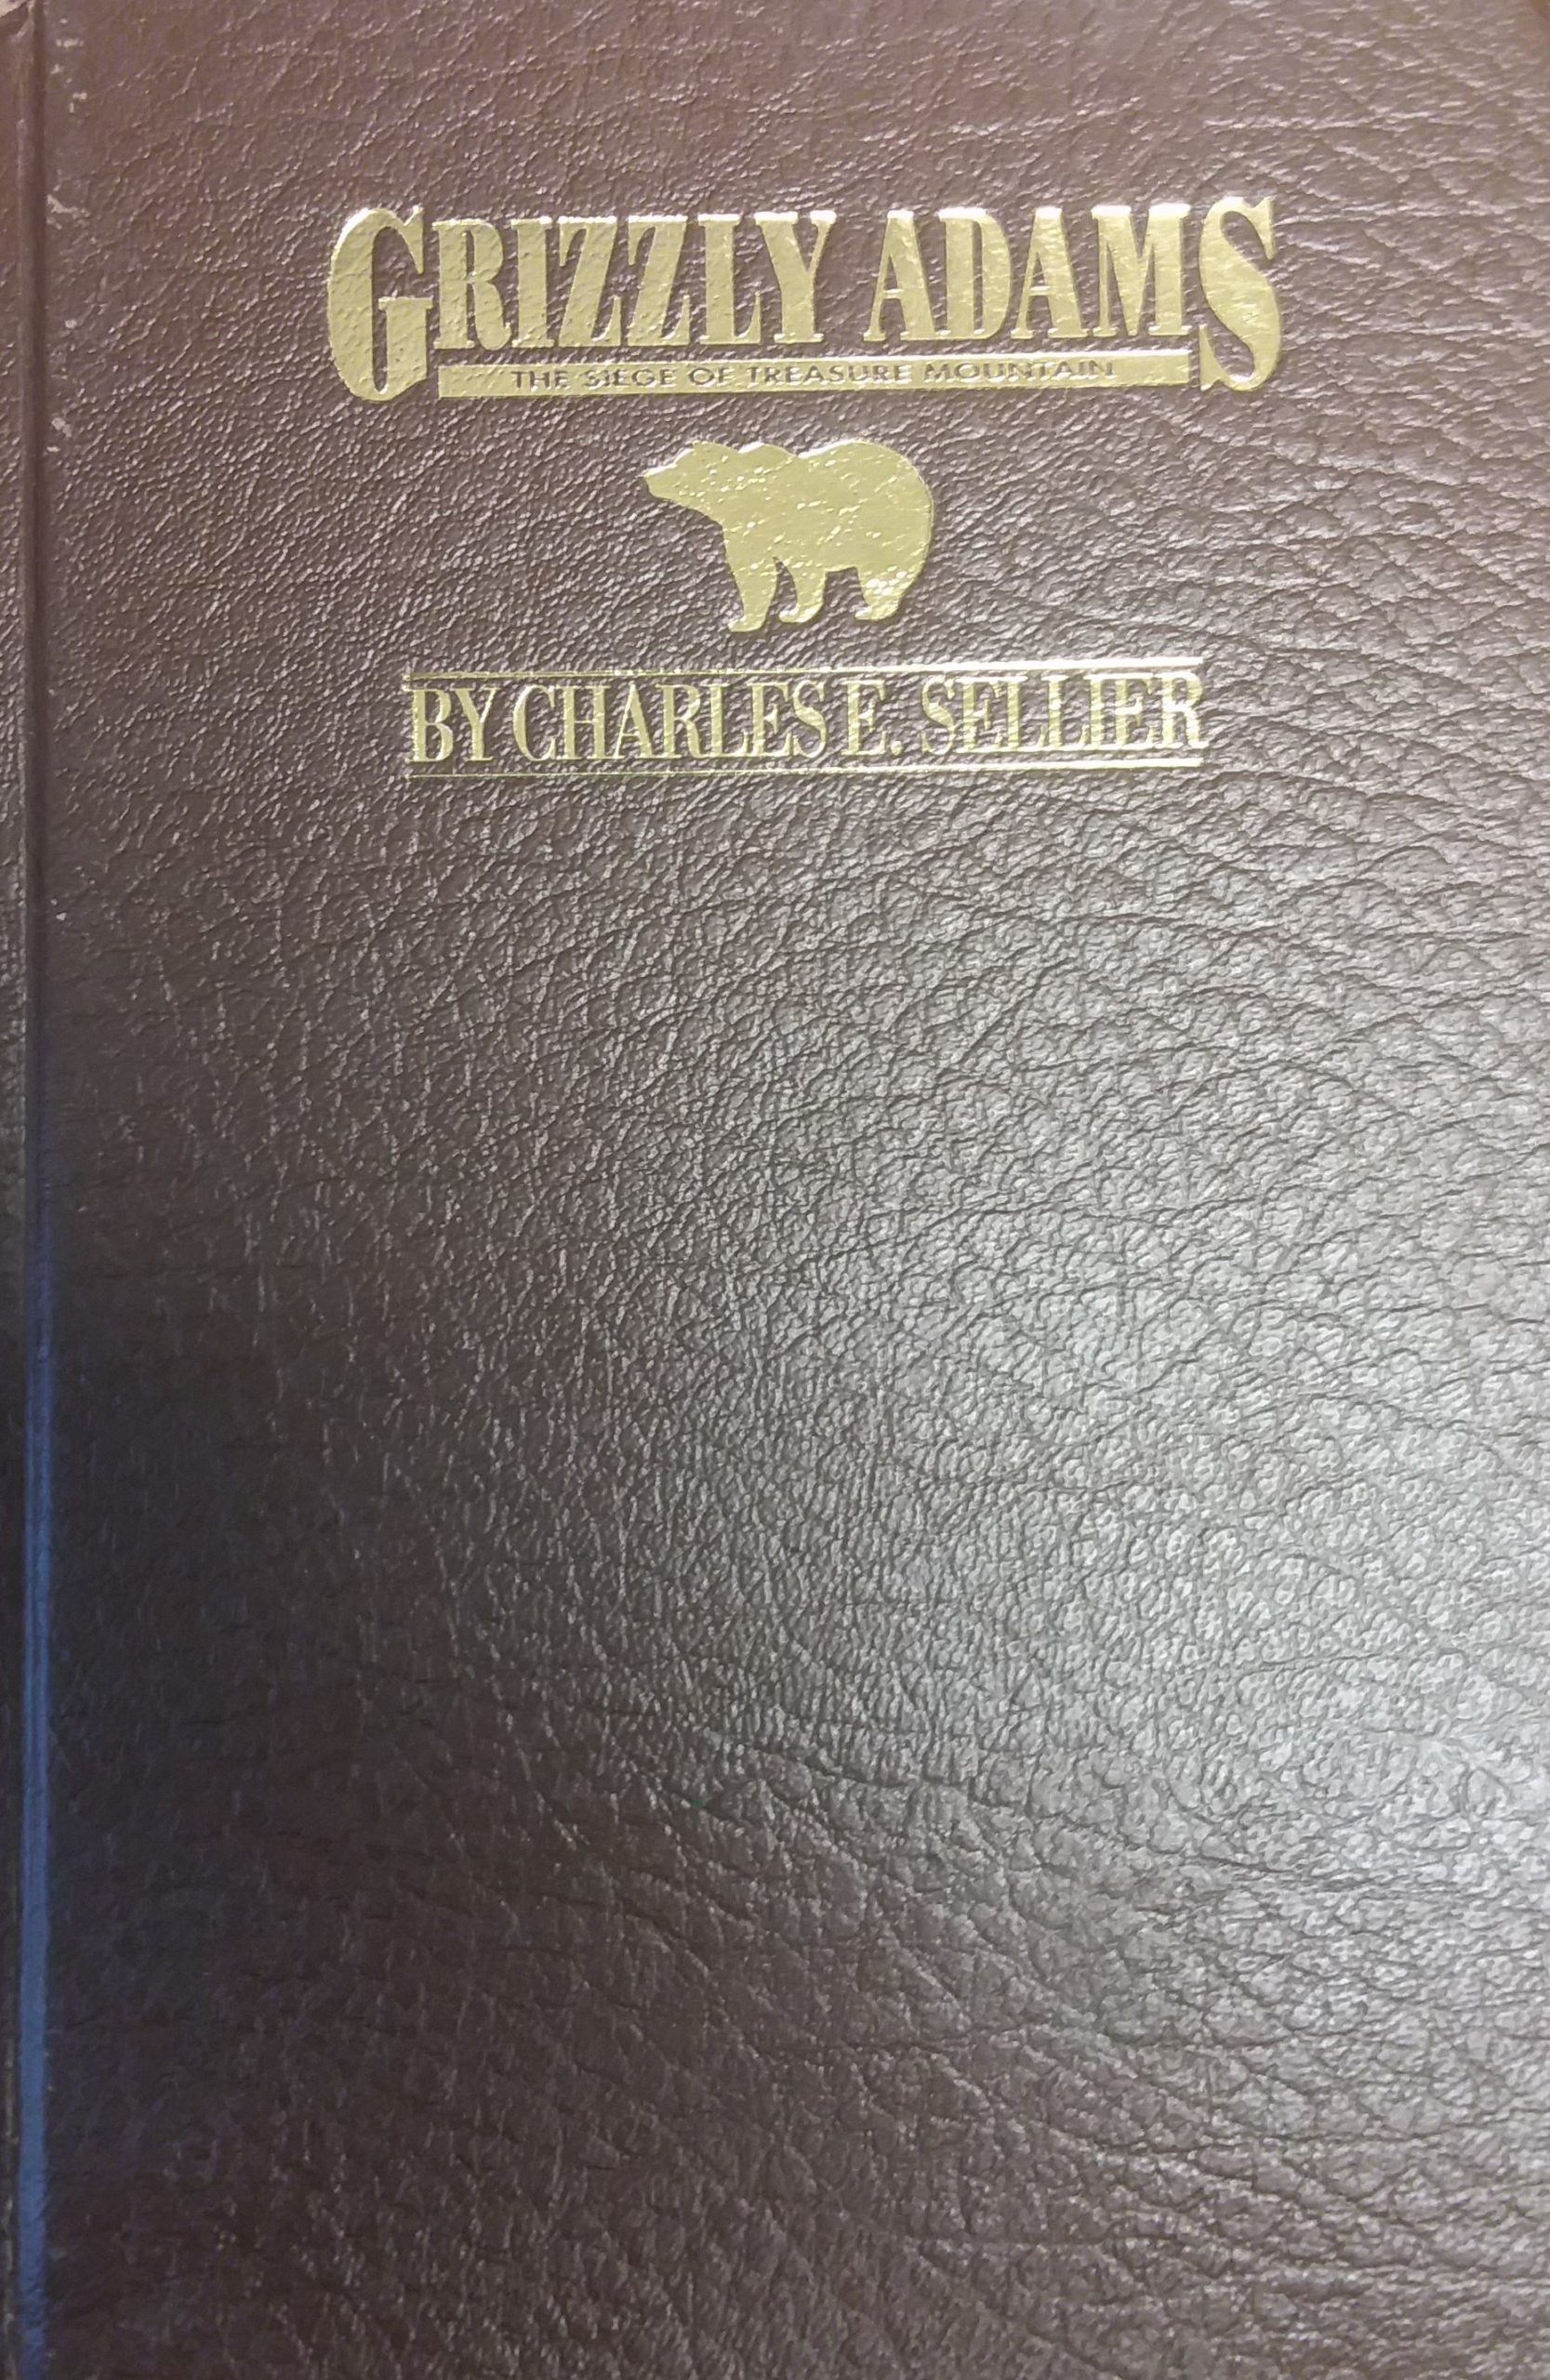 GRIZZLY ADAMS
THE SIEGE OF TREASURE MOUNTAIN
BY CHARLES E. SELLIER